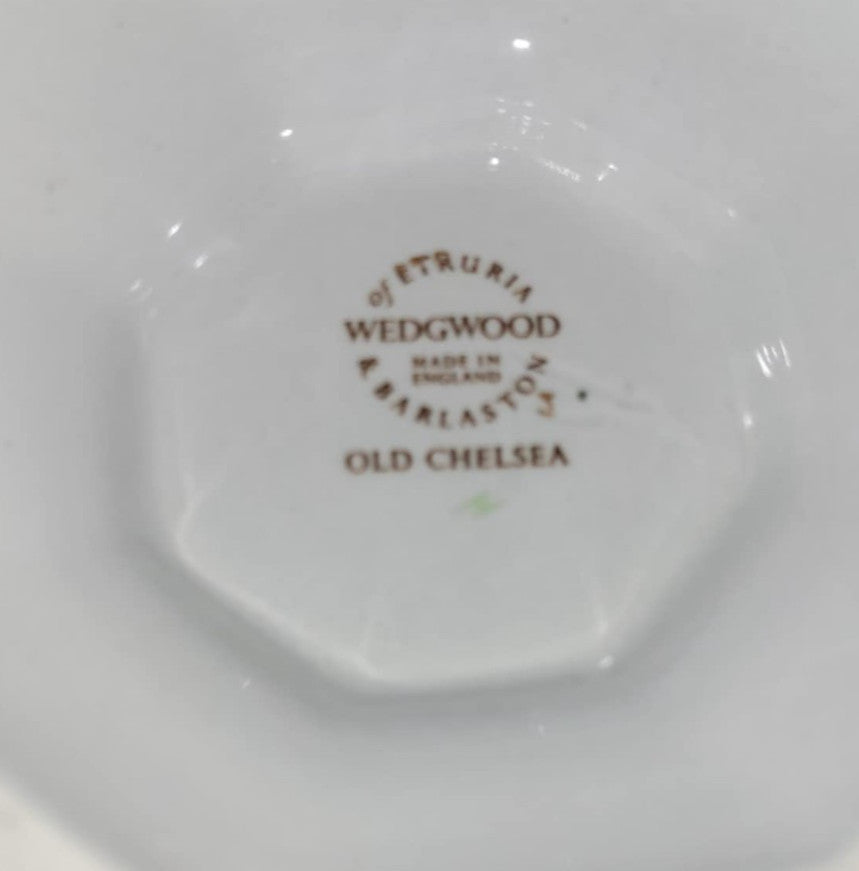 of ETRURIA
WEDGWOOD
MADE IN
ENGLAND
& BARLASTON
OLD CHELSEA